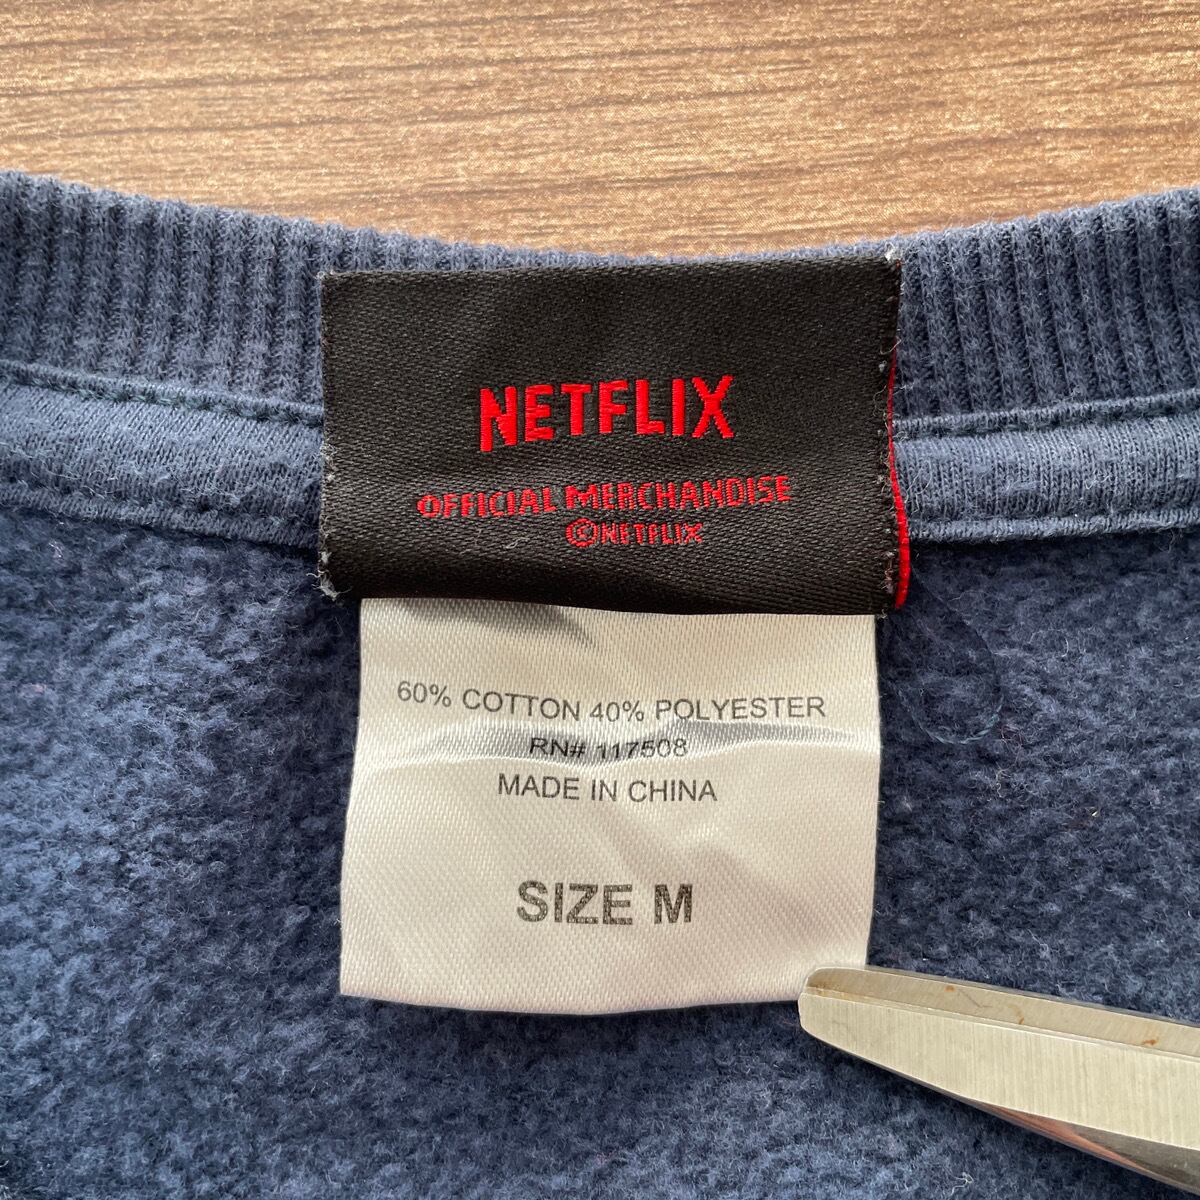 NETFLIX
OFFICIAL MERCHANDISE
©NETFLIX
60% COTTON 40% POLYESTER
RN# 117508
MADE IN CHINA
SIZE M